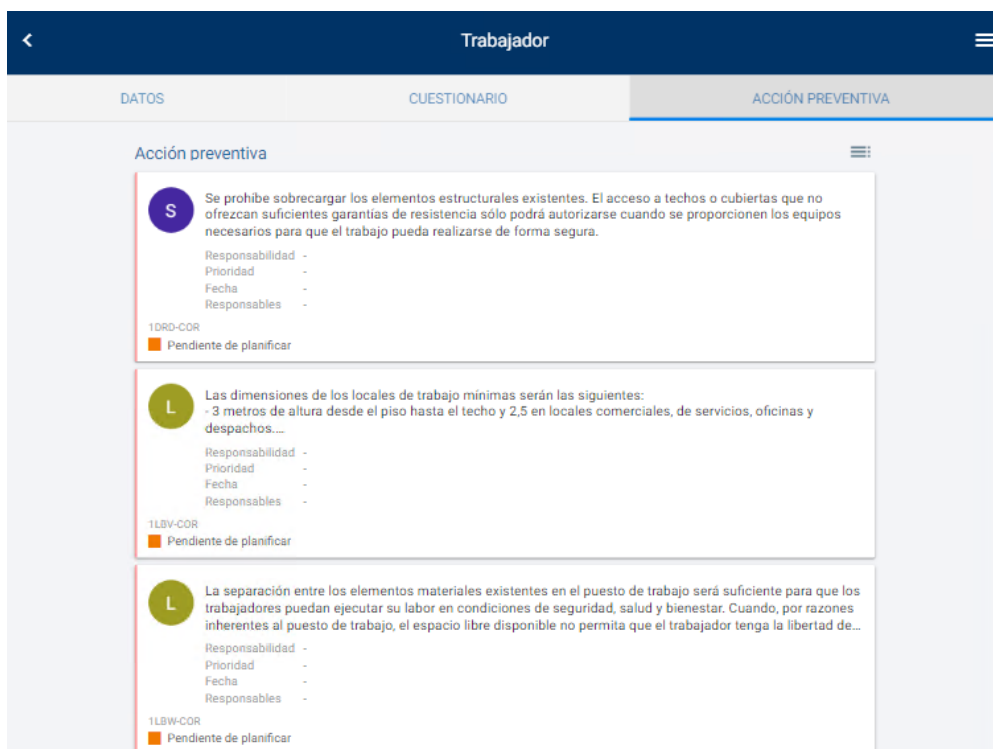 Trabajador
DATOS
CUESTIONARIO
ACCIÓN PREVENTIVA
Acción preventiva
S
Se prohibe sobrecargar los elementos estructurales existentes. El acceso a techos o cubiertas que no
ofrezcan suficientes garantías de resistencia sólo podrá autorizarse cuando se proporcionen los equipos
necesarios para que el trabajo pueda realizarse de forma segura.
Responsabilidad -
Prioridad -
Fecha -
Responsables -
1DRD-COR
Pendiente de planificar
L
Las dimensiones de los locales de trabajo mínimas serán las siguientes:
- 3 metros de altura desde el piso hasta el techo y 2,5 en locales comerciales, de servicios, oficinas y
despachos....
Responsabilidad -
Prioridad -
Fecha -
Responsables -
1LBV-COR
Pendiente de planificar
L
La separación entre los elementos materiales existentes en el puesto de trabajo será suficiente para que los
trabajadores puedan ejecutar su labor en condiciones de seguridad, salud y bienestar. Cuando, por razones
inherentes al puesto de trabajo, el espacio libre disponible no permita que el trabajador tenga la libertad de...
Responsabilidad -
Prioridad -
Fecha -
Responsables -
1LBW-COR
Pendiente de planificar